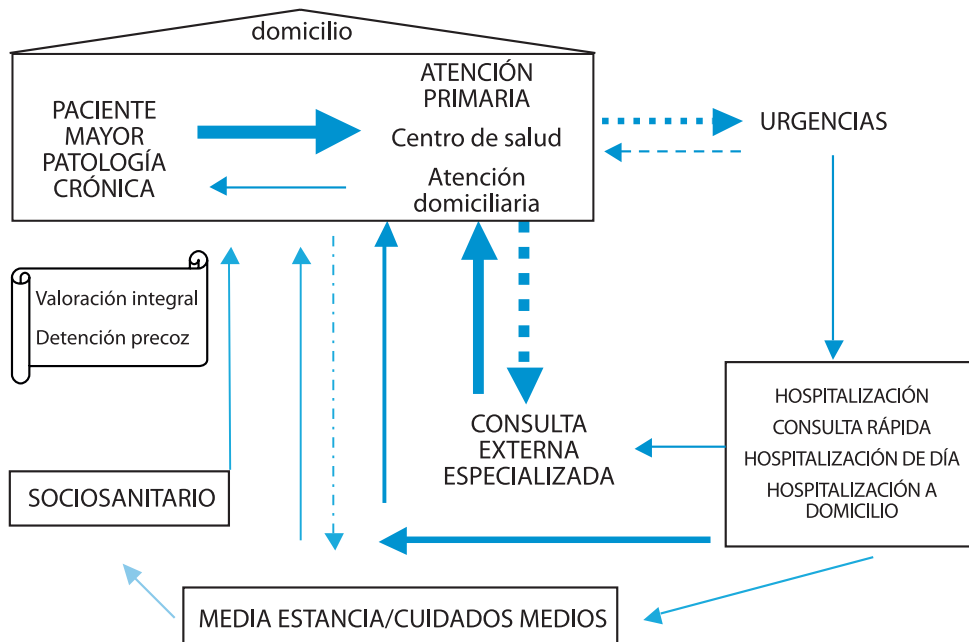 domicilio
PACIENTE
MAYOR
PATOLOGÍA
CRÓNICA
ATENCIÓN
PRIMARIA
Centro de salud
Atención
domiciliaria
URGENCIAS
Valoración integral
Detención precoz
CONSULTA
EXTERNA
ESPECIALIZADA
HOSPITALIZACIÓN
CONSULTA RÁPIDA
HOSPITALIZACIÓN DE DÍA
HOSPITALIZACIÓN A
DOMICILIO
SOCIOSANITARIO
MEDIA ESTANCIA/CUIDADOS MEDIOS